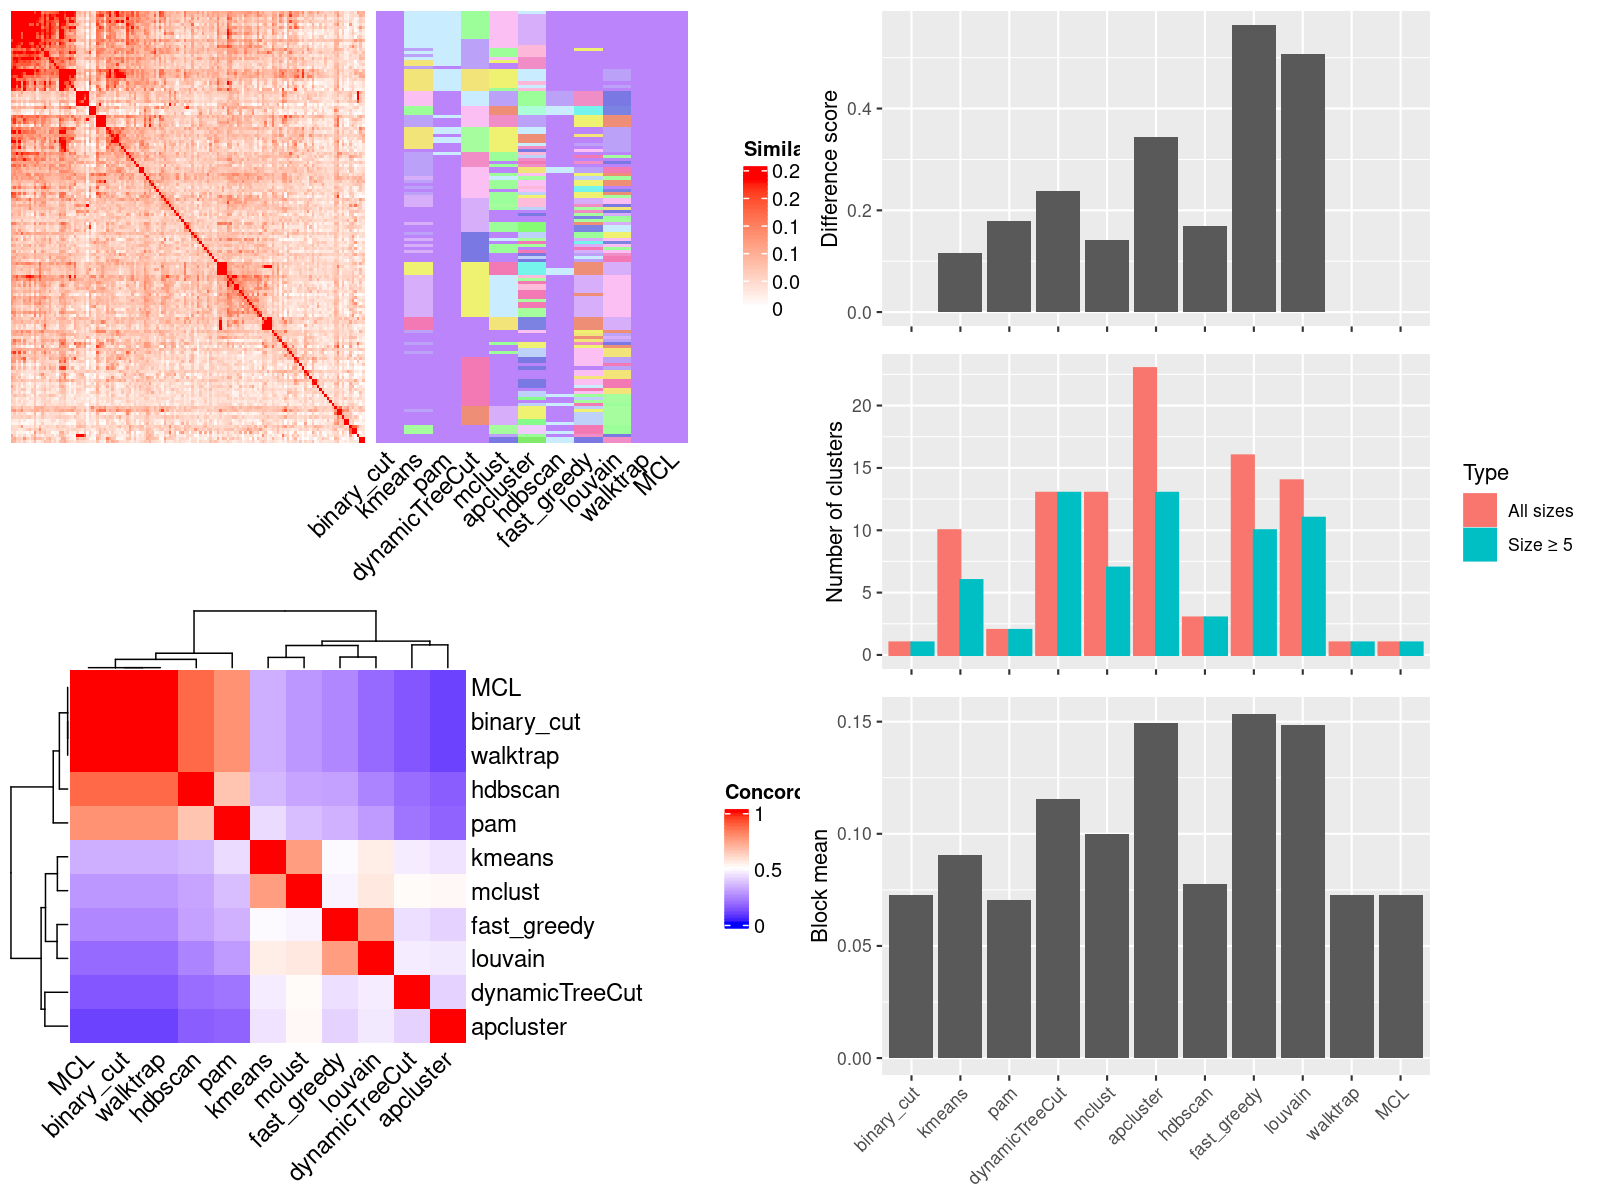 Simila
0.2
0.2
0.1
0.1
0.0
0
binary_cut
kmeans
pam
dynamicTreeCut
mclust
apcluster
hdbscan
fast_greedy
louvain
walktrap
MCL
MCL
binary_cut
walktrap
hdbscan
pam
kmeans
mclust
fast_greedy
louvain
dynamicTreeCut
apcluster
MCL
binary_cut
walktrap
hdbscan
pam
kmeans
mclust
fast_greedy
louvain
dynamicTreeCut
apcluster
Concord
1
0.5
0
Difference score
0.4
0.2
0.0
Number of clusters
20
15
10
5
0
Type
All sizes
Size ≥ 5
Block mean
0.15
0.10
0.05
0.00
binary_cut
kmeans
pam
dynamicTreeCut
mclust
apcluster
hdbscan
fast_greedy
louvain
walktrap
MCL